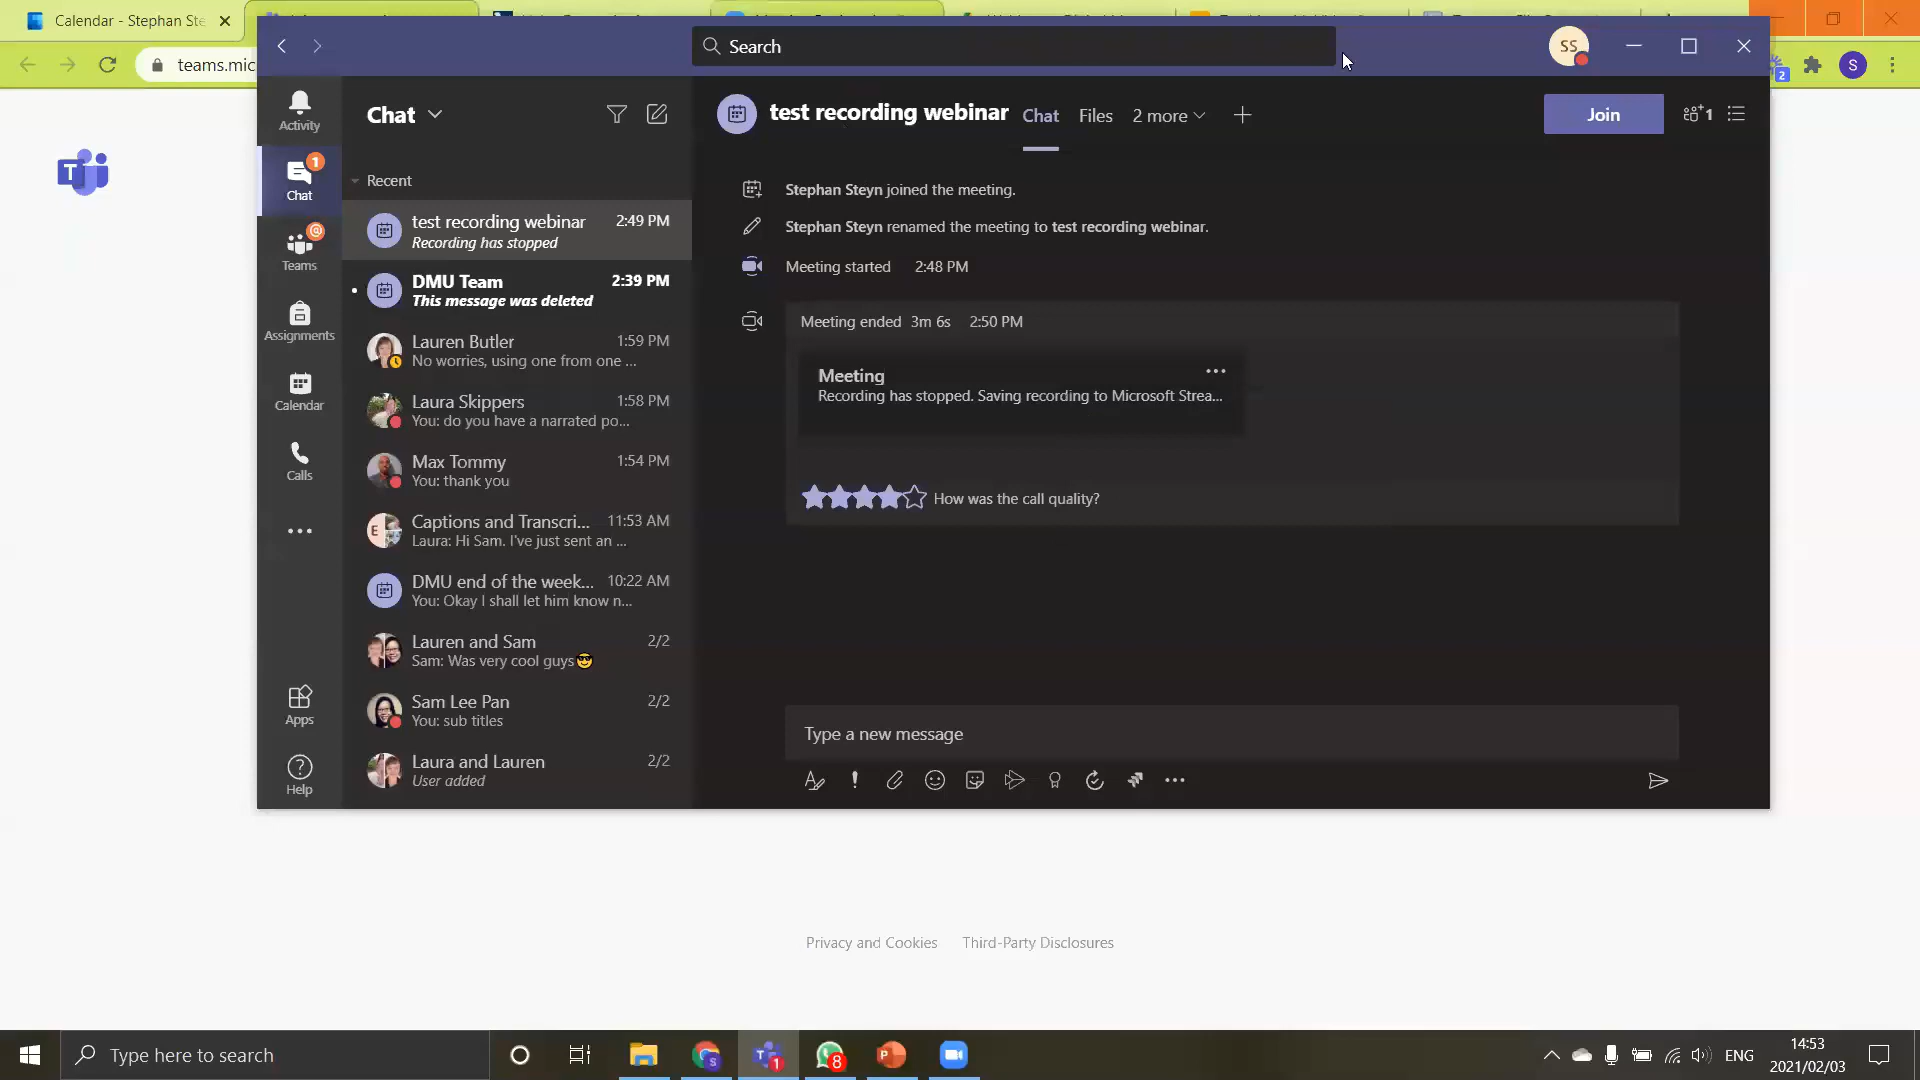 Calendar - Stephan Ste
teams.mic
Search
SS
2
S
Activity
1
Chat
@
Teams
Assignments
Calendar
Calls
Apps
Help
Chat
Recent
test recording webinar 2:49 PM
Recording has stopped
DMU Team 2:39 PM
This message was deleted
Lauren Butler 1:59 PM
No worries, using one from one ...
Laura Skippers 1:58 PM
You: do you have a narrated po...
Max Tommy 1:54 PM
You: thank you
E
Captions and Transcri... 11:53 AM
Laura: Hi Sam. I've just sent an ...
DMU end of the week... 10:22 AM
You: Okay I shall let him know n...
Lauren and Sam 2/2
Sam: Was very cool guys😎
Sam Lee Pan 2/2
You: sub titles
Laura and Lauren 2/2
User added
test recording webinar Chat Files 2 more
Join
1
Stephan Steyn joined the meeting.
Stephan Steyn renamed the meeting to test recording webinar.
Meeting started 2:48 PM
Meeting ended 3m 6s 2:50 PM
Meeting
Recording has stopped. Saving recording to Microsoft Strea...
How was the call quality?
Type a new message
Privacy and Cookies Third-Party Disclosures
Type here to search
S
1
8
P
ENG
14:53
2021/02/03